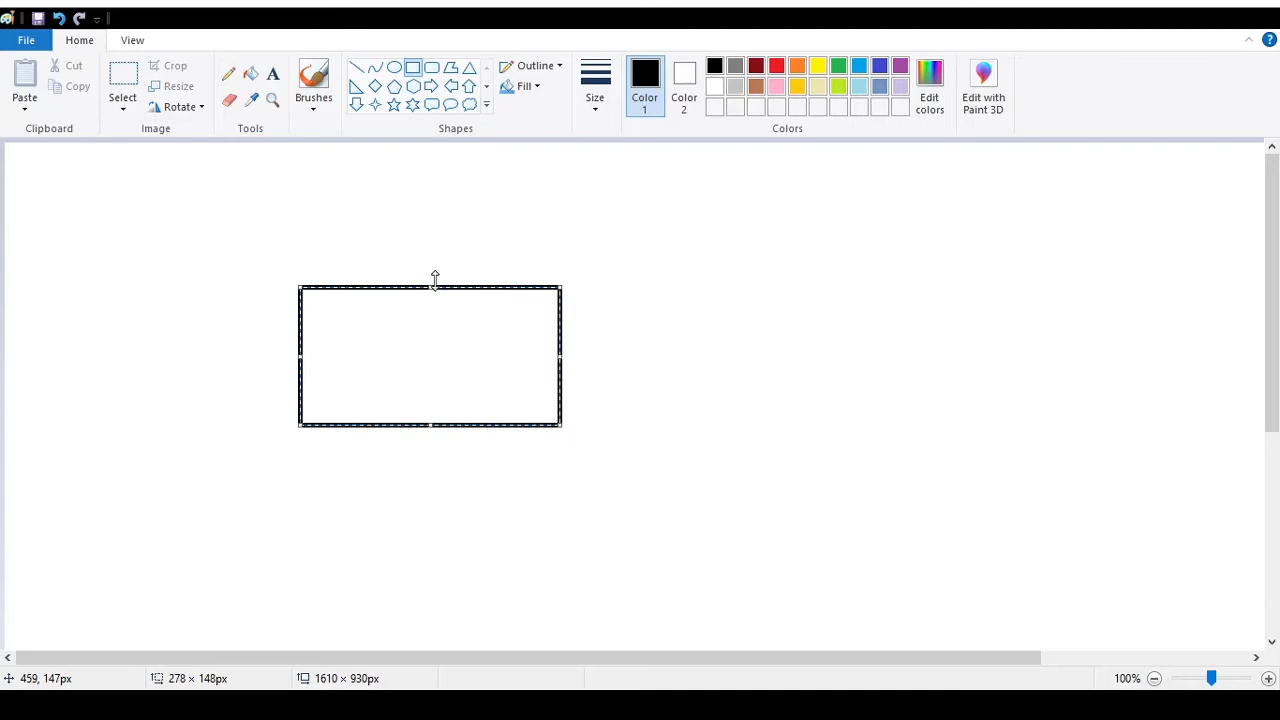 File Home View
Paste Cut Copy
Clipboard
Select Crop Resize Rotate
Image
A
Tools
Brushes
Outline Fill
Shapes
Size
Color 1
Color 2
Edit colors
Colors
Edit with Paint 3D
?
459, 147px 278 × 148px 1610 × 930px 100%